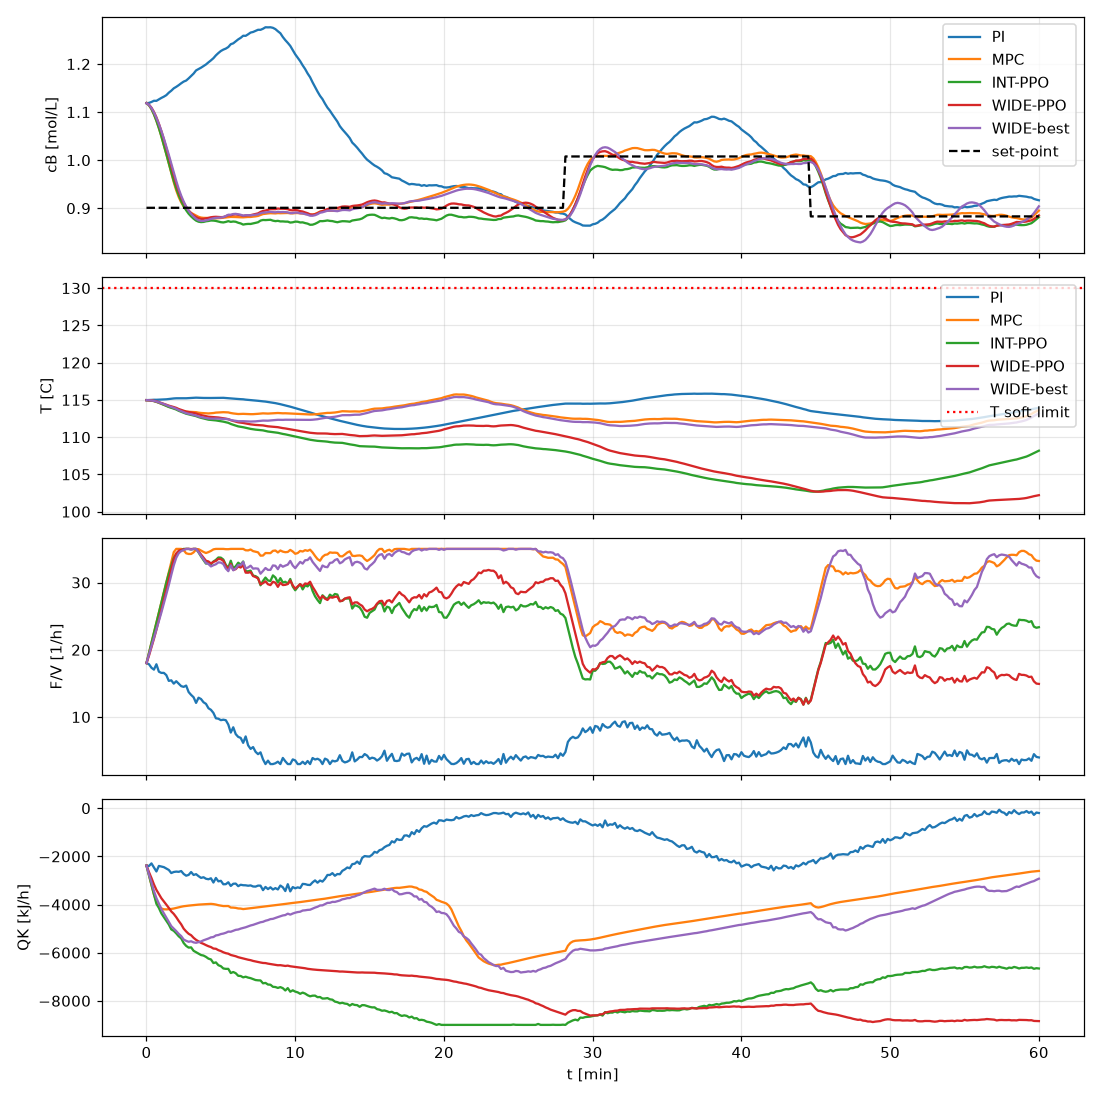 cB [mol/L]
1.2
1.1
1.0
0.9
PI
MPC
INT-PPO
WIDE-PPO
WIDE-best
set-point
T [C]
130
125
120
115
110
105
100
PI
MPC
INT-PPO
WIDE-PPO
WIDE-best
T soft limit
F/V [1/h]
30
20
10
QK [kJ/h]
0
−2000
−4000
−6000
−8000
0 10 20 30 40 50 60
t [min]